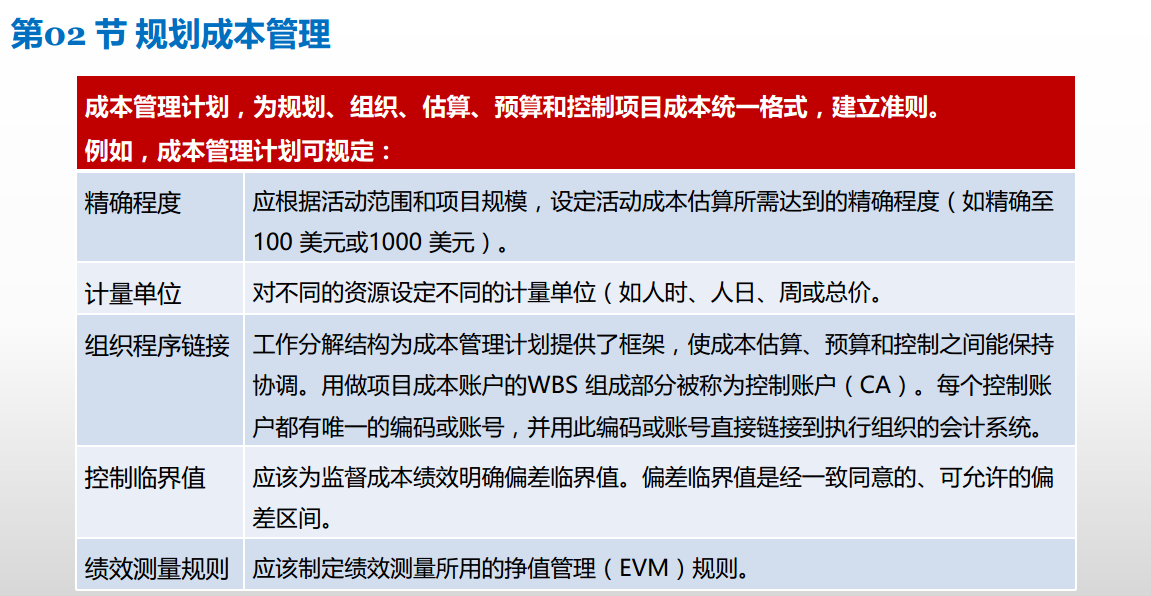 第02 节 规划成本管理
成本管理计划，为规划、组织、估算、预算和控制项目成本统一格式，建立准则。
例如，成本管理计划可规定：
精确程度
应根据活动范围和项目规模，设定活动成本估算所需达到的精确程度（如精确至
100 美元或1000 美元）。
计量单位
对不同的资源设定不同的计量单位（如人时、人日、周或总价。
组织程序链接
工作分解结构为成本管理计划提供了框架，使成本估算、预算和控制之间能保持
协调。用做项目成本账户的WBS 组成部分被称为控制账户（CA）。每个控制账
户都有唯一的编码或账号，并用此编码或账号直接链接到执行组织的会计系统。
控制临界值
应该为监督成本绩效明确偏差临界值。偏差临界值是经一致同意的、可允许的偏
差区间。
绩效测量规则
应该制定绩效测量所用的挣值管理（EVM）规则。